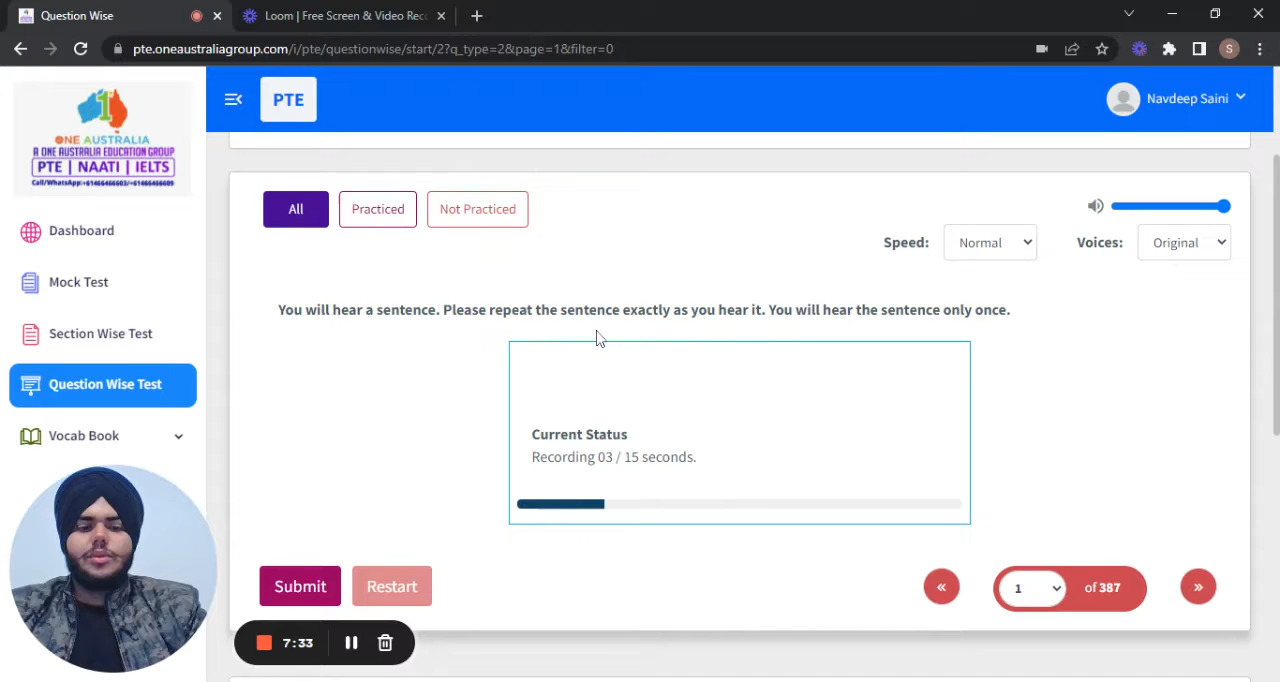 Question Wise
Loom | Free Screen & Video Rec
pte.oneaustraliagroup.com/i/pte/questionwise/start/2?q_type=2&page=1&filter=0
S
1
ONE AUSTRALIA
A ONE AUSTRALIA EDUCATION GROUP
PTE | NAATI | IELTS
PTE
Navdeep Saini
Dashboard
Mock Test
Section Wise Test
Question Wise Test
Vocab Book
All
Practiced
Not Practiced
Speed:
Normal
Voices:
Original
You will hear a sentence. Please repeat the sentence exactly as you hear it. You will hear the sentence only once.
Current Status
Recording 03 / 15 seconds.
Submit
Restart
«
1
of 387
»
7:33